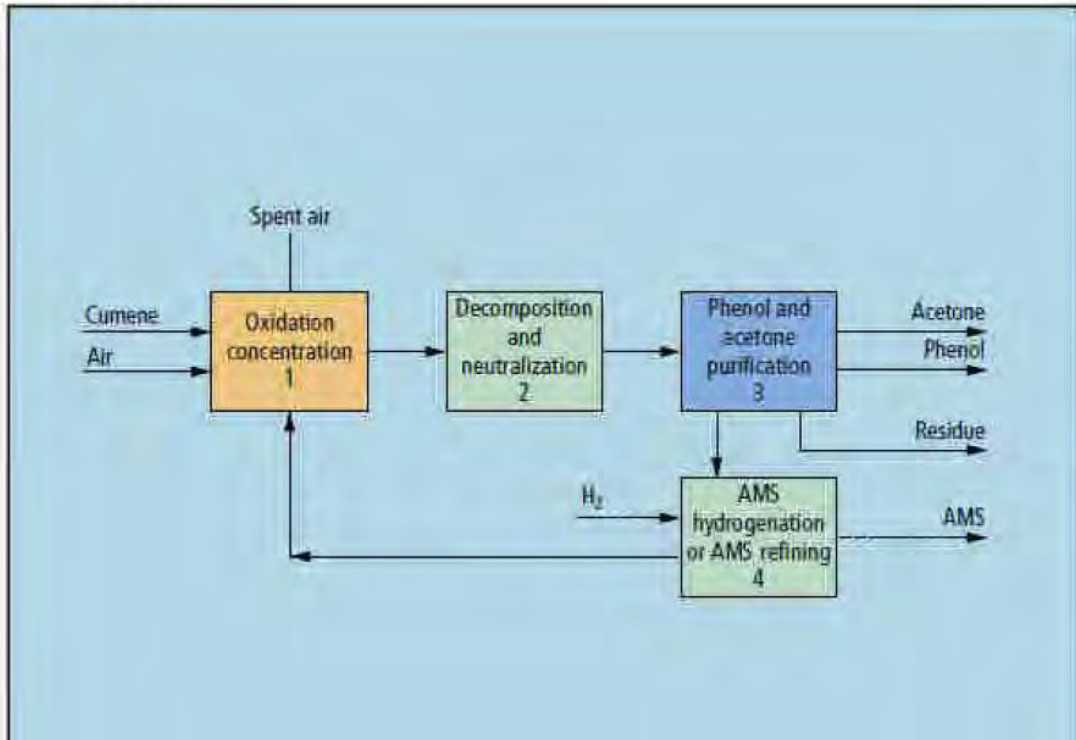 Spent air
Cumene
Air
Oxidation
concentration
1
Decomposition
and
neutralization
2
Phenol and
acetone
purification
3
Acetone
Phenol
Residue
H₂
AMS
hydrogenation
or AMS refining
4
AMS